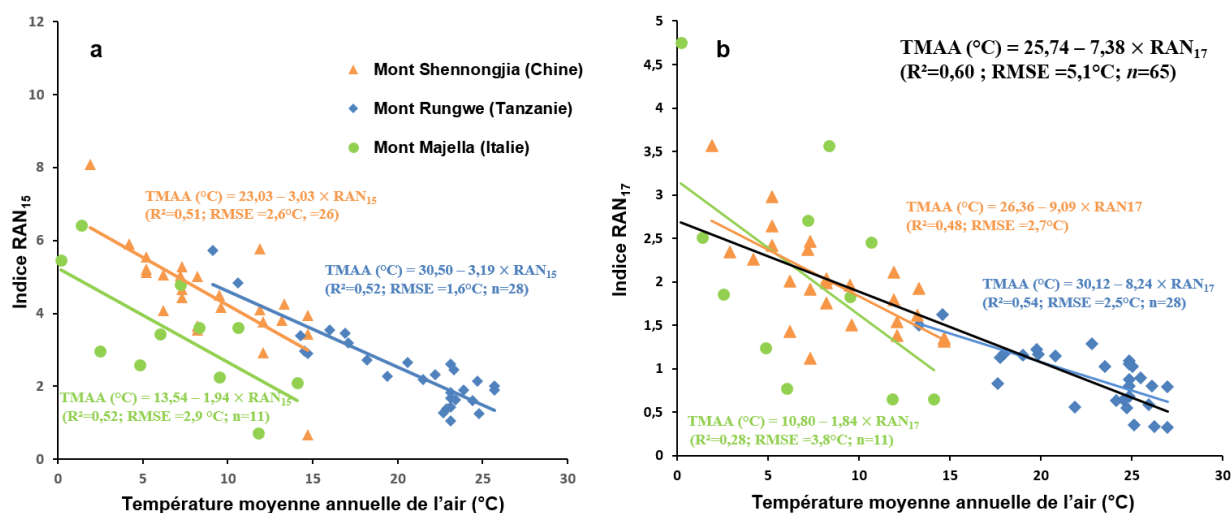 a
Mont Shennongjia (Chine)
Mont Rungwe (Tanzanie)
Mont Majella (Italie)
TMAA (°C) = 23,03 – 3,03 × RAN₁₅
(R²=0,51; RMSE =2,6°C, =26)
TMAA (°C) = 30,50 – 3,19 × RAN₁₅
(R²=0,52; RMSE =1,6°C; n=28)
TMAA (°C) = 13,54 – 1,94 × RAN₁₅
(R²=0,52; RMSE =2,9 °C; n=11)
Indice RAN₁₅
12
10
8
6
4
2
0
0 5 10 15 20 25 30
Température moyenne annuelle de l’air (°C)
b
TMAA (°C) = 25,74 – 7,38 × RAN₁₇
(R²=0,60 ; RMSE =5,1°C; n=65)
TMAA (°C) = 26,36 – 9,09 × RAN17
(R²=0,48; RMSE =2,7°C)
TMAA (°C) = 30,12 – 8,24 × RAN₁₇
(R²=0,54; RMSE =2,5°C; n=28)
TMAA (°C) = 10,80 – 1,84 × RAN₁₇
(R²=0,28; RMSE =3,8°C; n=11)
Indice RAN₁₇
5
4,5
4
3,5
3
2,5
2
1,5
1
0,5
0
0 5 10 15 20 25 30
Température moyenne annuelle de l’air (°C)